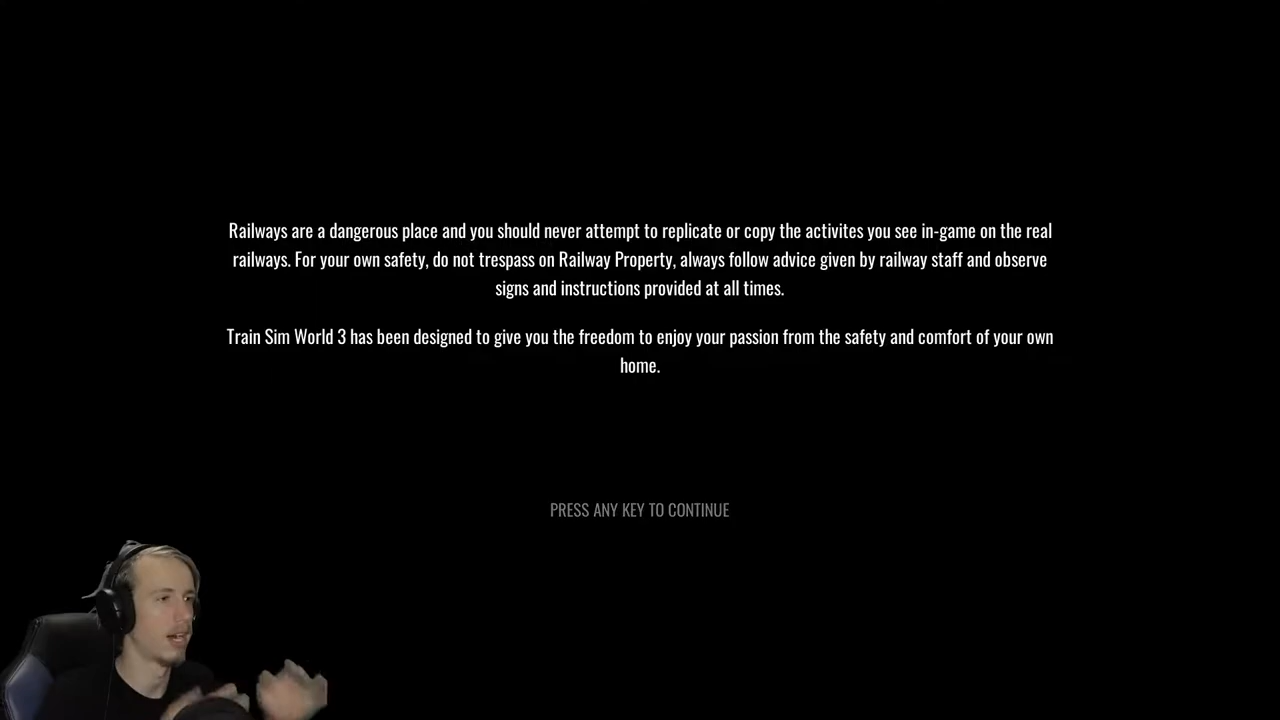 Railways are a dangerous place and you should never attempt to replicate or copy the activites you see in-game on the real
railways. For your own safety, do not trespass on Railway Property, always follow advice given by railway staff and observe
signs and instructions provided at all times.
Train Sim World 3 has been designed to give you the freedom to enjoy your passion from the safety and comfort of your own
home.
PRESS ANY KEY TO CONTINUE